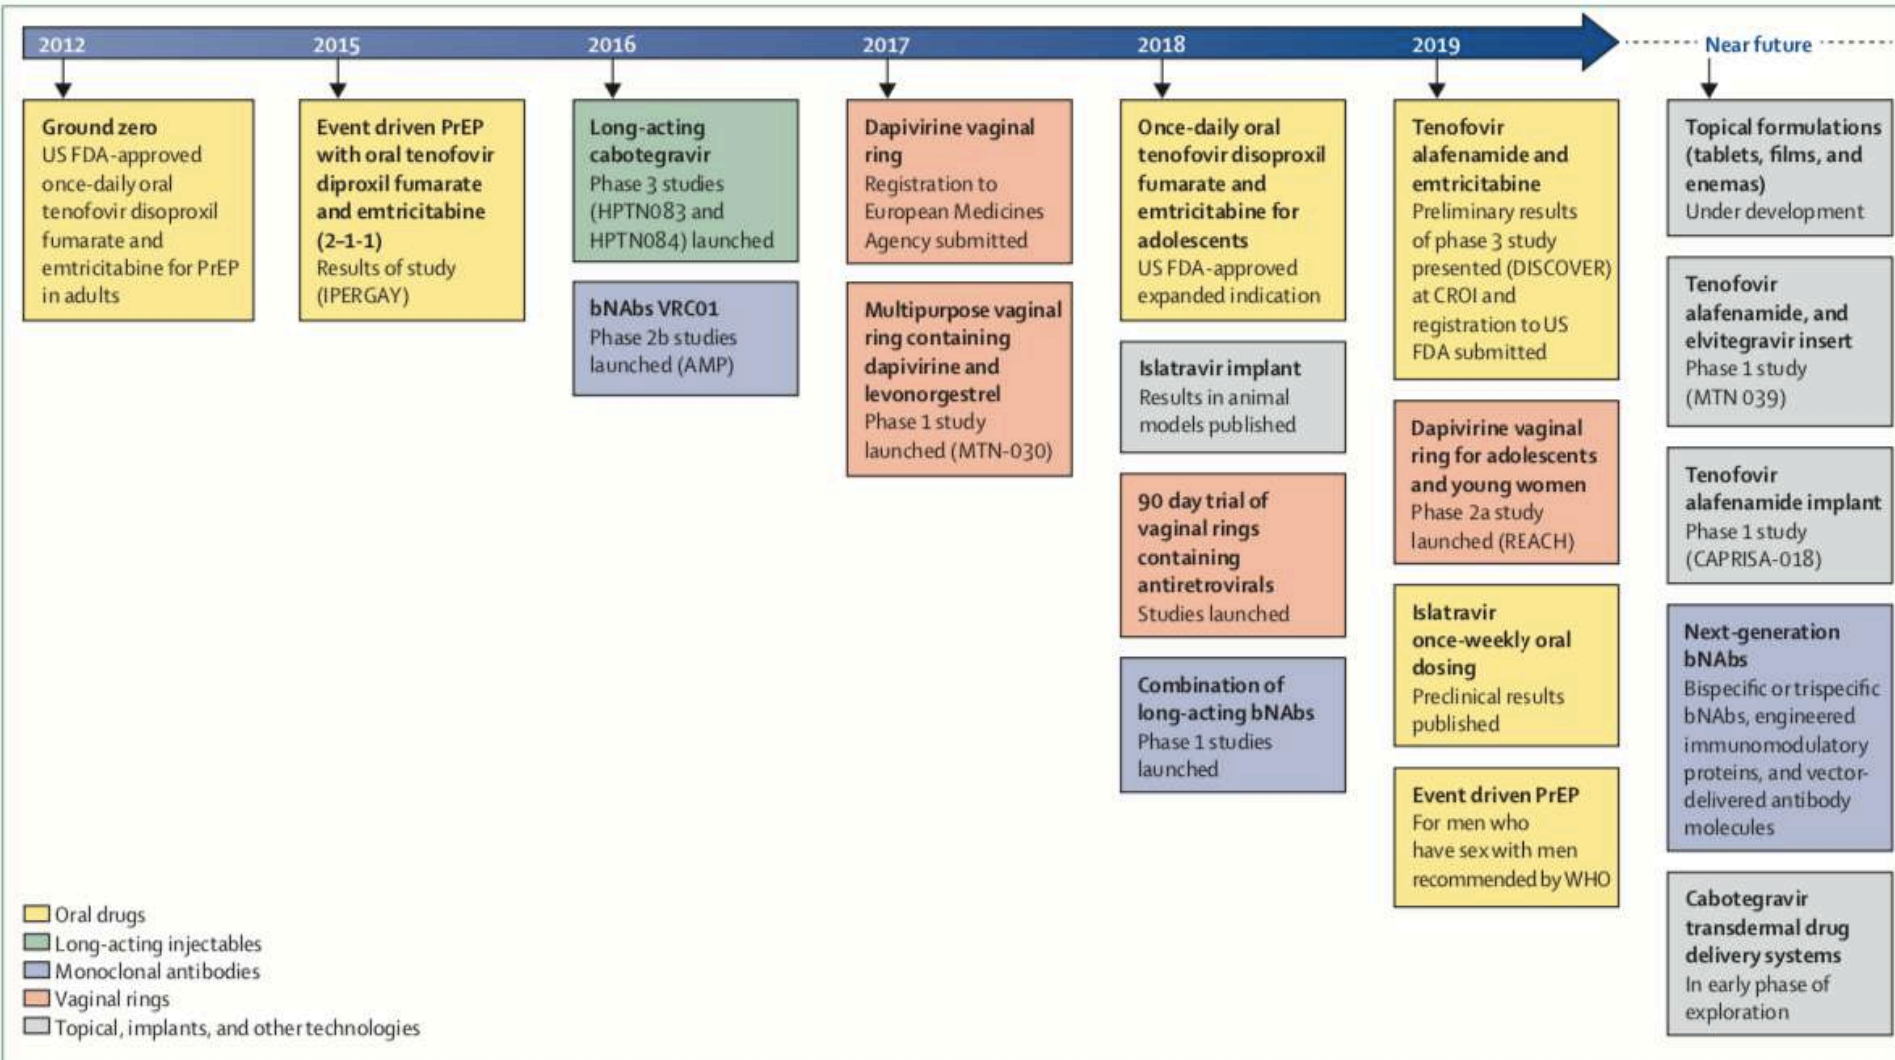 2012
2015
2016
2017
2018
2019
Near future
Ground zero
US FDA-approved
once-daily oral
tenofovir disoproxil
fumarate and
emtricitabine for PrEP
in adults
Event driven PrEP
with oral tenofovir
diproxil fumarate
and emtricitabine
(2–1-1)
Results of study
(IPERGAY)
Long-acting
cabotegravir
Phase 3 studies
(HPTN083 and
HPTN084) launched
bNAbs VRC01
Phase 2b studies
launched (AMP)
Dapivirine vaginal
ring
Registration to
European Medicines
Agency submitted
Multipurpose vaginal
ring containing
dapivirine and
levonorgestrel
Phase 1 study
launched (MTN-030)
Once-daily oral
tenofovir disoproxil
fumarate and
emtricitabine for
adolescents
US FDA-approved
expanded indication
Islatravir implant
Results in animal
models published
90 day trial of
vaginal rings
containing
antiretrovirals
Studies launched
Combination of
long-acting bNAbs
Phase 1 studies
launched
Tenofovir
alafenamide and
emtricitabine
Preliminary results
of phase 3 study
presented (DISCOVER)
at CROI and
registration to US
FDA submitted
Dapivirine vaginal
ring for adolescents
and young women
Phase 2a study
launched (REACH)
Islatravir
once-weekly oral
dosing
Preclinical results
published
Event driven PrEP
For men who
have sex with men
recommended by WHO
Topical formulations
(tablets, films, and
enemas)
Under development
Tenofovir
alafenamide, and
elvitegravir insert
Phase 1 study
(MTN 039)
Tenofovir
alafenamide implant
Phase 1 study
(CAPRISA-018)
Next-generation
bNAbs
Bispecific or trispecific
bNAbs, engineered
immunomodulatory
proteins, and vector-
delivered antibody
molecules
Cabotegravir
transdermal drug
delivery systems
In early phase of
exploration
Oral drugs
Long-acting injectables
Monoclonal antibodies
Vaginal rings
Topical, implants, and other technologies